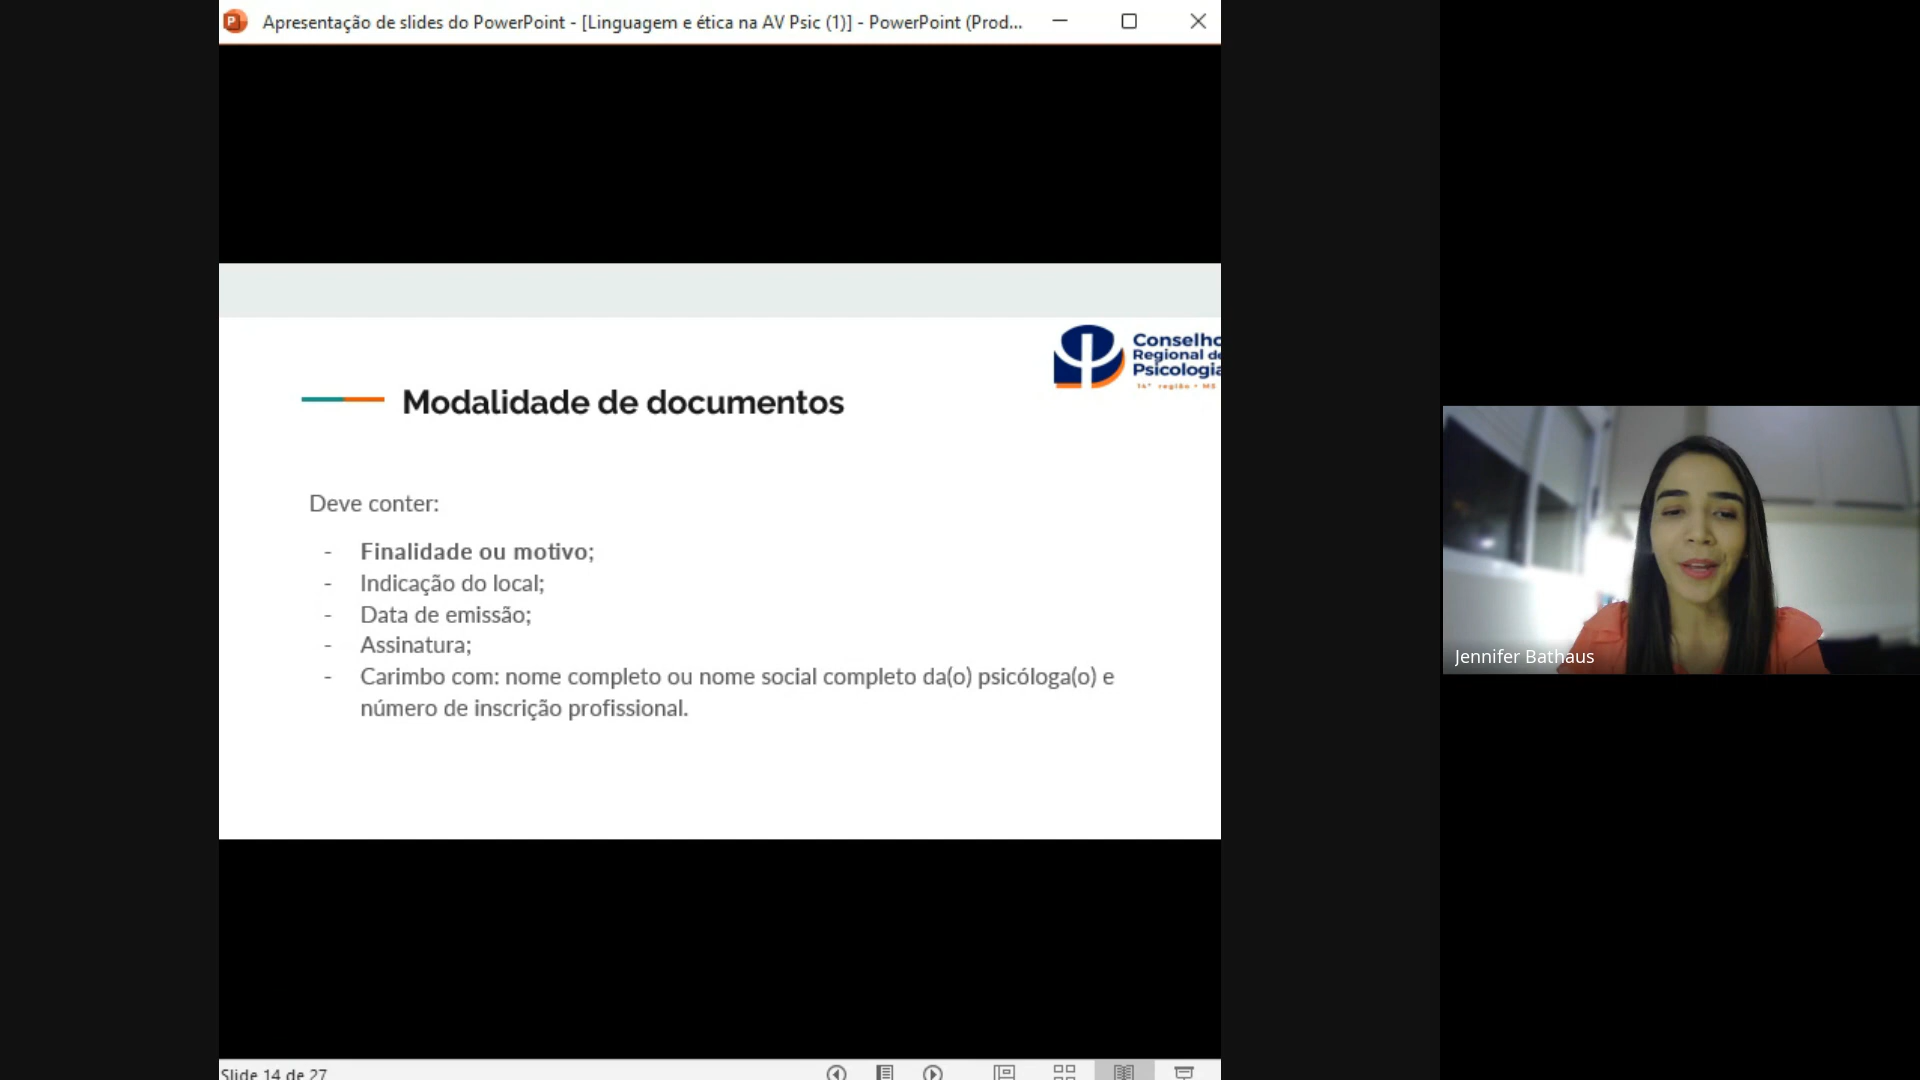 Apresentação de slides do PowerPoint - [Linguagem e ética na AV Psic (1)] - PowerPoint (Prod...
Conselho
Regional de
Psicologia
14ª região • MS
Modalidade de documentos
Deve conter:
- Finalidade ou motivo;
- Indicação do local;
- Data de emissão;
- Assinatura;
- Carimbo com: nome completo ou nome social completo da(o) psicóloga(o) e
número de inscrição profissional.
Jennifer Bathaus
Slide 14 de 27